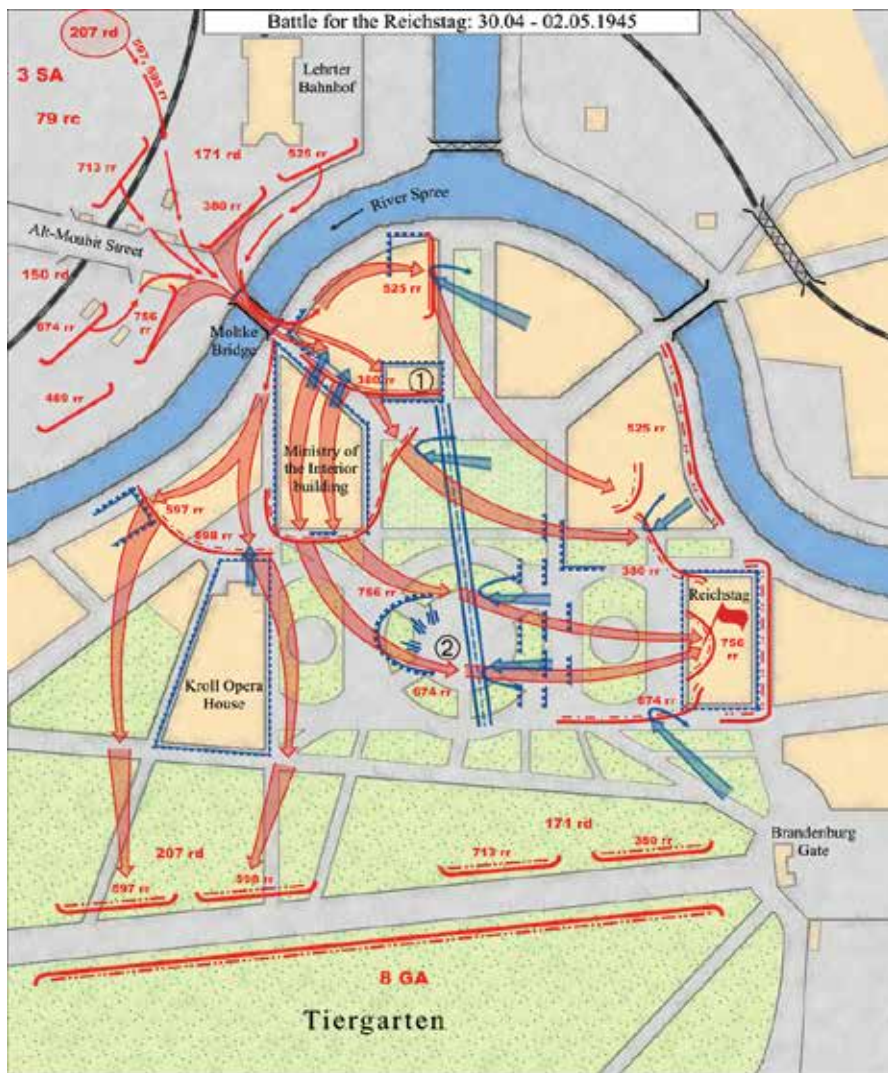 Battle for the Reichstag: 30.04 - 02.05.1945
207 rd
597, 598 rr
3 SA
79 rc
Lehrter
Bahnhof
713 rr
171 rd
525 rr
380 rr
River Spree
Alt-Moabit Street
150 rd
674 rr
756
rr
Moltke
Bridge
469 rr
525 rr
380 rr
①
525 rr
Ministry of
the Interior
building
597 rr
598 rr
380 rr
Reichstag
756 rr
756
rr
②
Kroll Opera
House
674 rr
674 rr
171 rd
207 rd
713 rr
380 rr
Brandenburg
Gate
597 rr
598 rr
8 GA
Tiergarten